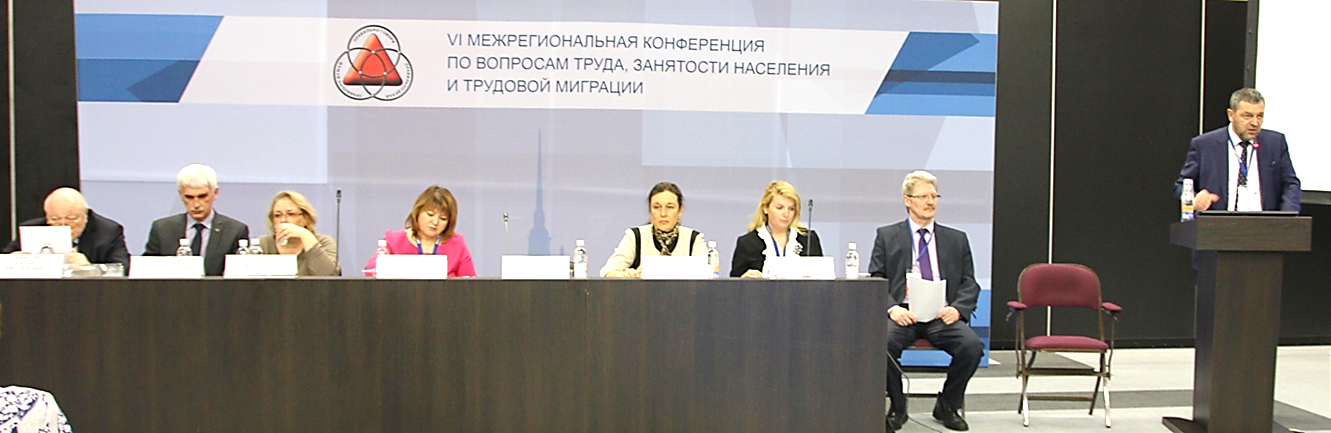 VI МЕЖРЕГИОНАЛЬНАЯ КОНФЕРЕНЦИЯ
ПО ВОПРОСАМ ТРУДА, ЗАНЯТОСТИ НАСЕЛЕНИЯ
И ТРУДОВОЙ МИГРАЦИИ